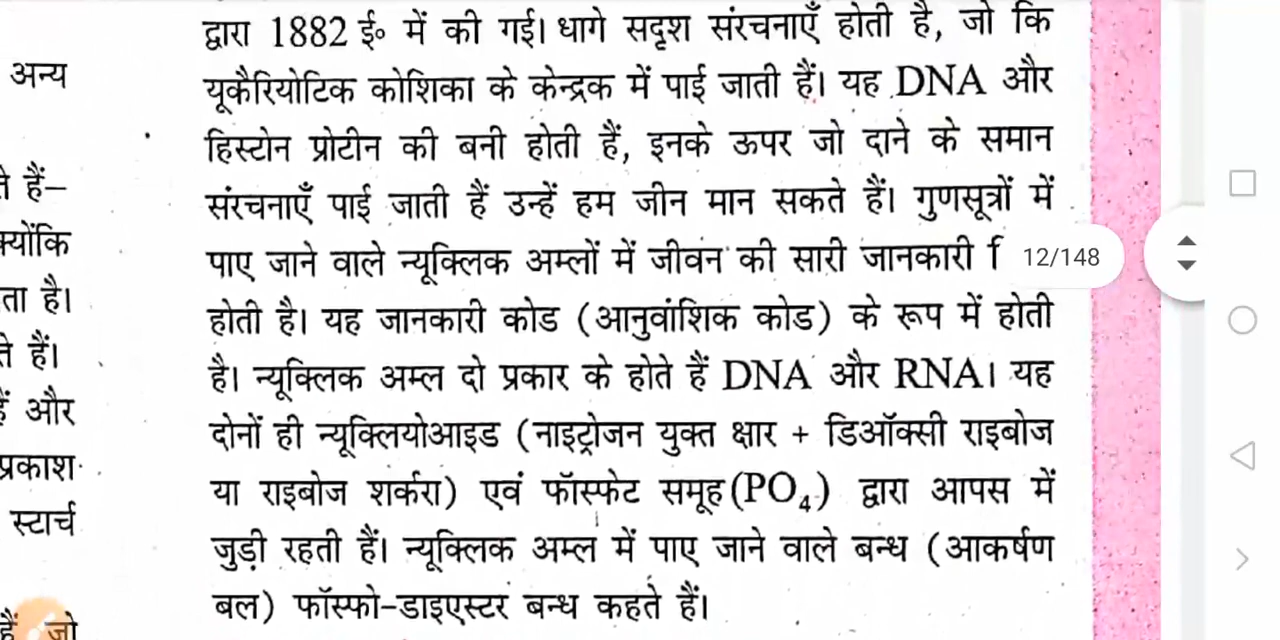 अन्य
ते हैं–
क्योंकि
ता है।
ते हैं।
हैं और
प्रकाश
स्टार्च
हैं जो
द्वारा 1882 ई० में की गई। धागे सदृश संरचनाएँ होती है, जो कि
यूकैरियोटिक कोशिका के केन्द्रक में पाई जाती हैं। यह DNA और
हिस्टोन प्रोटीन की बनी होती हैं, इनके ऊपर जो दाने के समान
संरचनाएँ पाई जाती हैं उन्हें हम जीन मान सकते हैं। गुणसूत्रों में
पाए जाने वाले न्यूक्लिक अम्लों में जीवन की सारी जानकारी
होती है। यह जानकारी कोड (आनुवांशिक कोड) के रूप में होती
है। न्यूक्लिक अम्ल दो प्रकार के होते हैं DNA और RNA। यह
दोनों ही न्यूक्लियोआइड (नाइट्रोजन युक्त क्षार + डिऑक्सी राइबोज
या राइबोज शर्करा) एवं फॉस्फेट समूह (PO₄) द्वारा आपस में
जुड़ी रहती हैं। न्यूक्लिक अम्ल में पाए जाने वाले बन्ध (आकर्षण
बल) फॉस्फो-डाइएस्टर बन्ध कहते हैं।
12/148